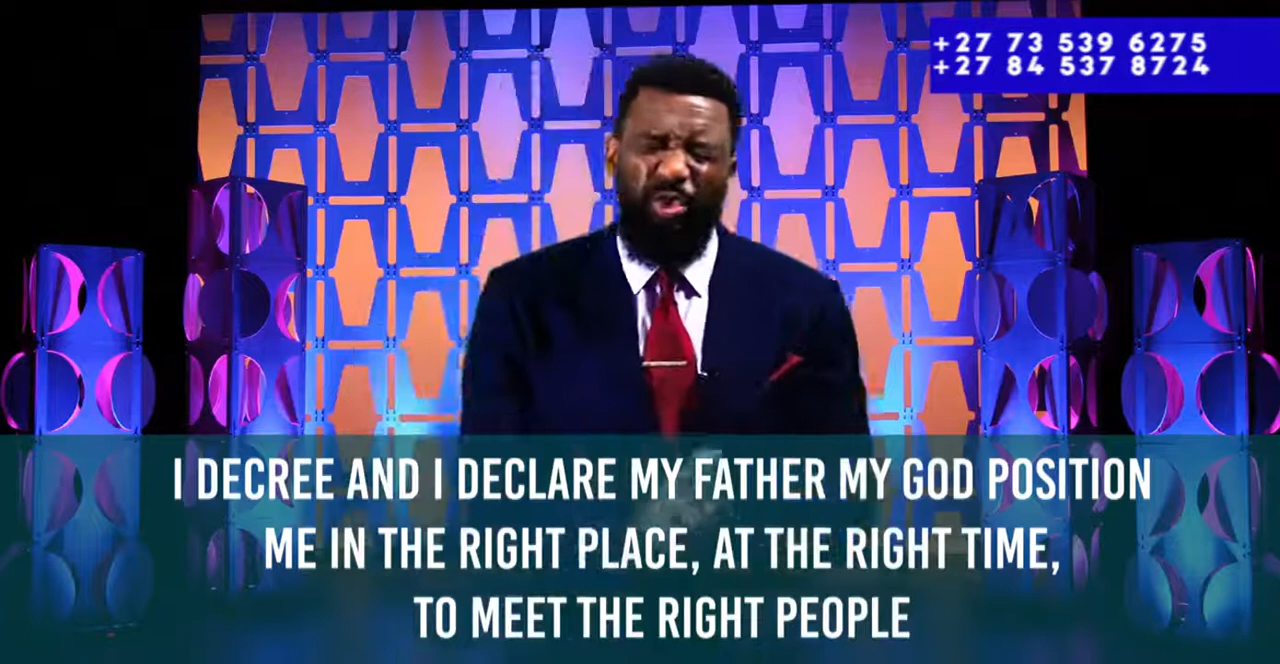 +27 73 539 6275
+27 84 537 8724
I DECREE AND I DECLARE MY FATHER MY GOD POSITION
ME IN THE RIGHT PLACE, AT THE RIGHT TIME,
TO MEET THE RIGHT PEOPLE